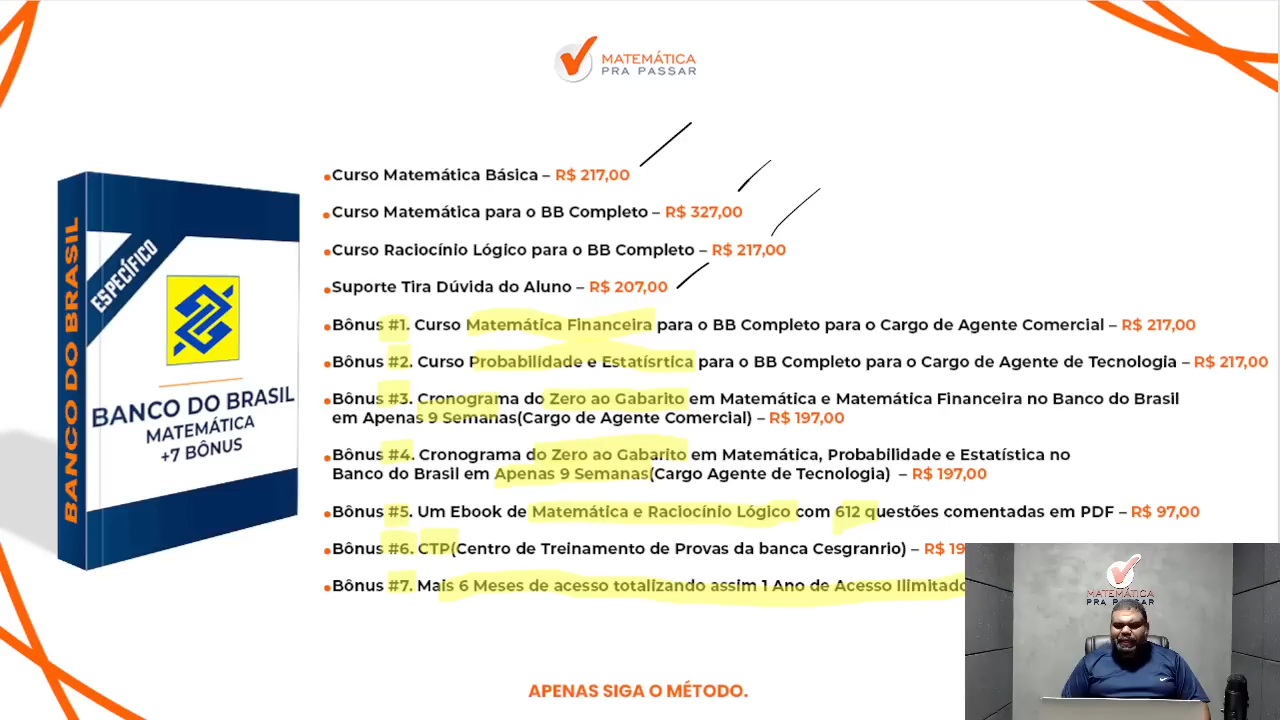 MATEMÁTICA
PRA PASSAR
BANCO DO BRASIL
ESPECÍFICO
BANCO DO BRASIL
MATEMÁTICA
+7 BÔNUS
Curso Matemática Básica – R$ 217,00
Curso Matemática para o BB Completo – R$ 327,00
Curso Raciocínio Lógico para o BB Completo – R$ 217,00
Suporte Tira Dúvida do Aluno – R$ 207,00
Bônus #1. Curso Matemática Financeira para o BB Completo para o Cargo de Agente Comercial – R$ 217,00
Bônus #2. Curso Probabilidade e Estatísrtica para o BB Completo para o Cargo de Agente de Tecnologia – R$ 217,00
Bônus #3. Cronograma do Zero ao Gabarito em Matemática e Matemática Financeira no Banco do Brasil
em Apenas 9 Semanas(Cargo de Agente Comercial) – R$ 197,00
Bônus #4. Cronograma do Zero ao Gabarito em Matemática, Probabilidade e Estatística no
Banco do Brasil em Apenas 9 Semanas(Cargo Agente de Tecnologia) – R$ 197,00
Bônus #5. Um Ebook de Matemática e Raciocínio Lógico com 612 questões comentadas em PDF – R$ 97,00
Bônus #6. CTP(Centro de Treinamento de Provas da banca Cesgranrio) – R$ 19
Bônus #7. Mais 6 Meses de acesso totalizando assim 1 Ano de Acesso Ilimitado
MATEMÁTICA
PRA PASSAR
APENAS SIGA O MÉTODO.